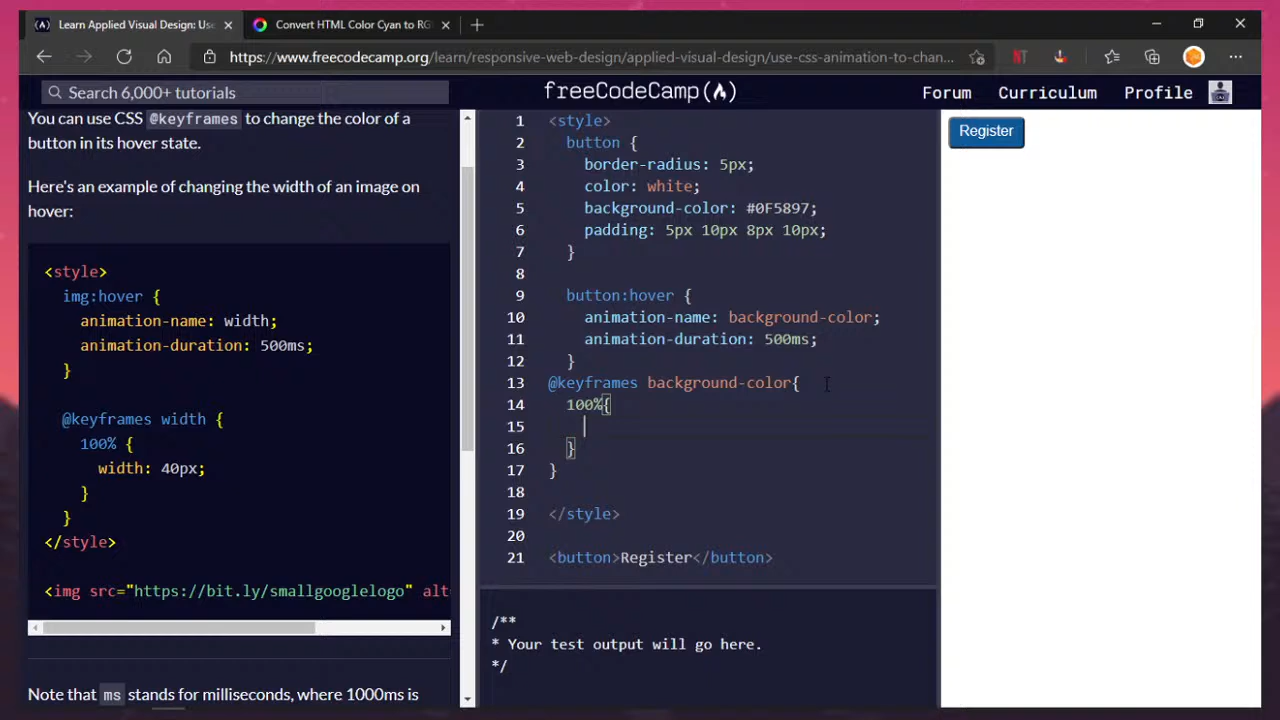 Learn Applied Visual Design: Us
Convert HTML Color Cyan to RG
https://www.freecodecamp.org/learn/responsive-web-design/applied-visual-design/use-css-animation-to-chan...
Search 6,000+ tutorials
freeCodeCamp
Forum
Curriculum
Profile
You can use CSS @keyframes to change the color of a
button in its hover state.
Here's an example of changing the width of an image on
hover:
<style>
img:hover {
animation-name: width;
animation-duration: 500ms;
}
@keyframes width {
100% {
width: 40px;
}
}
</style>
<img src="https://bit.ly/smallgooglelogo" alt
Note that ms stands for milliseconds, where 1000ms is
1 <style>
2 button {
3 border-radius: 5px;
4 color: white;
5 background-color: #0F5897;
6 padding: 5px 10px 8px 10px;
7 }
8
9 button:hover {
10 animation-name: background-color;
11 animation-duration: 500ms;
12 }
13 @keyframes background-color{
14 100%{
15
16 }
17 }
18
19 </style>
20
21 <button>Register</button>
/**
* Your test output will go here.
*/
Register